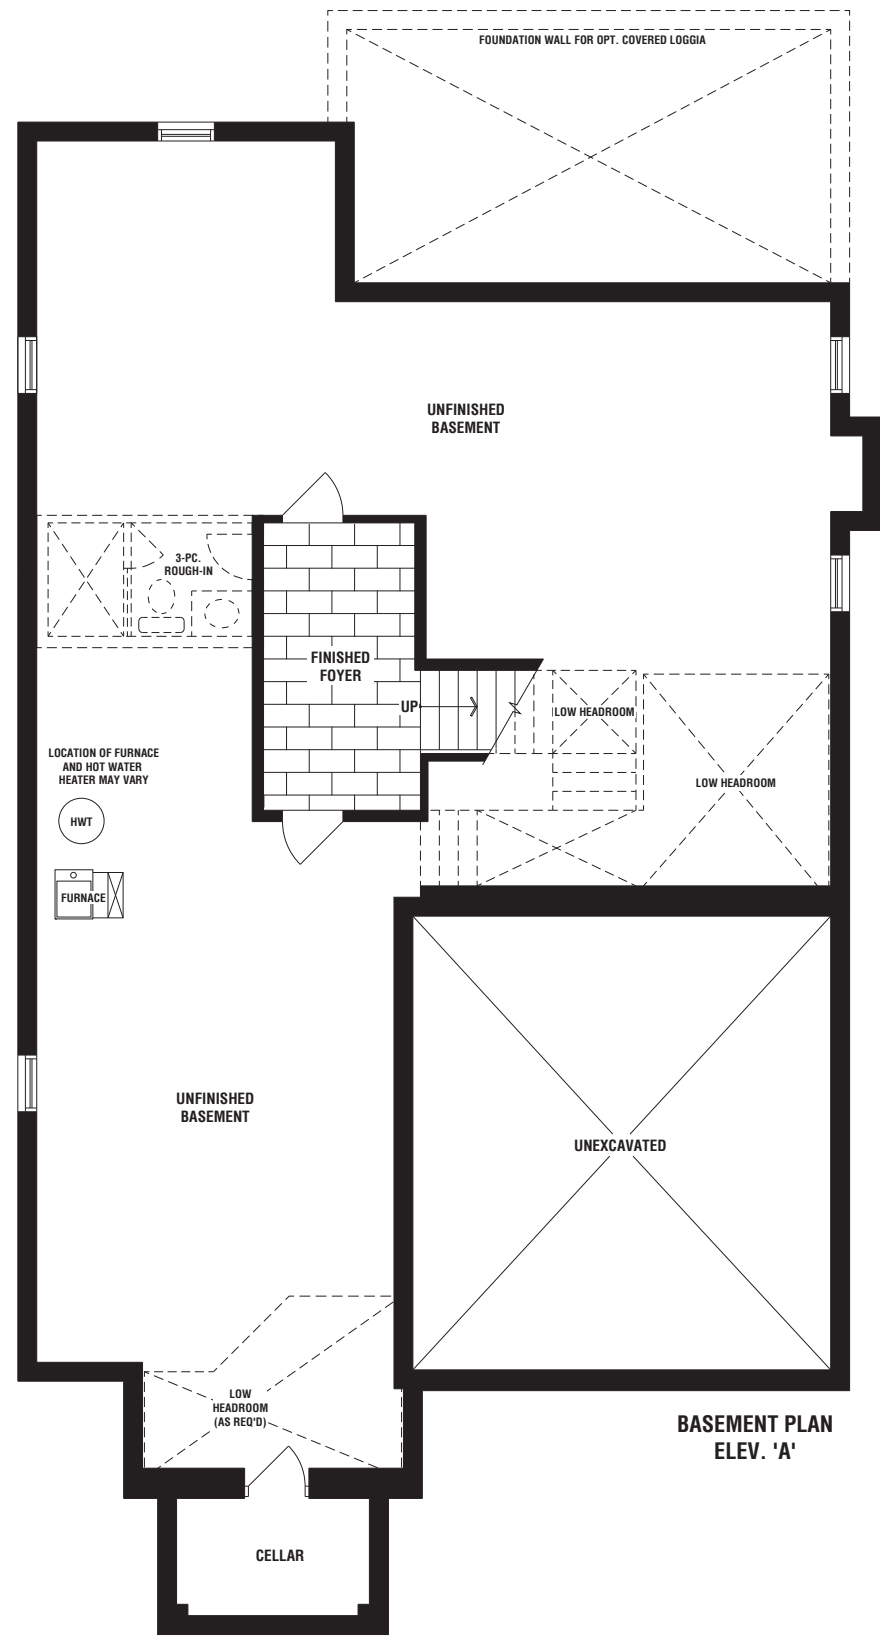 FOUNDATION WALL FOR OPT. COVERED LOGGIA
UNFINISHED
BASEMENT
3-PC.
ROUGH-IN
FINISHED
FOYER
UP
LOW HEADROOM
LOW HEADROOM
LOCATION OF FURNACE
AND HOT WATER
HEATER MAY VARY
HWT
FURNACE
UNFINISHED
BASEMENT
UNEXCAVATED
LOW
HEADROOM
(AS REQ'D)
BASEMENT PLAN
ELEV. 'A'
CELLAR